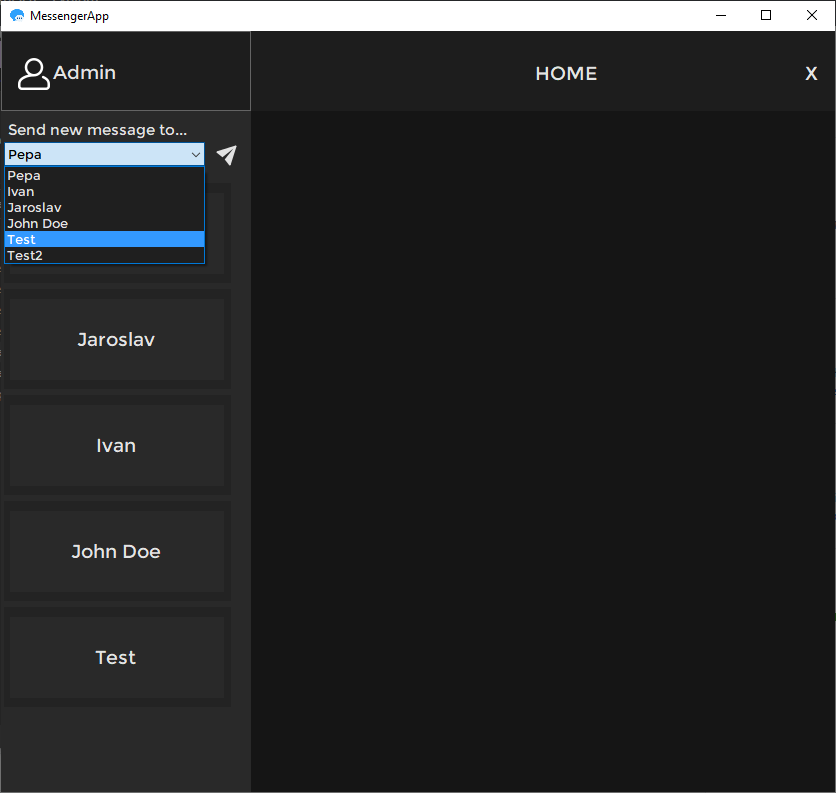 MessengerApp
Admin
HOME
X
Send new message to...
Pepa
Pepa
Ivan
Jaroslav
John Doe
Test
Test2
Jaroslav
Ivan
John Doe
Test